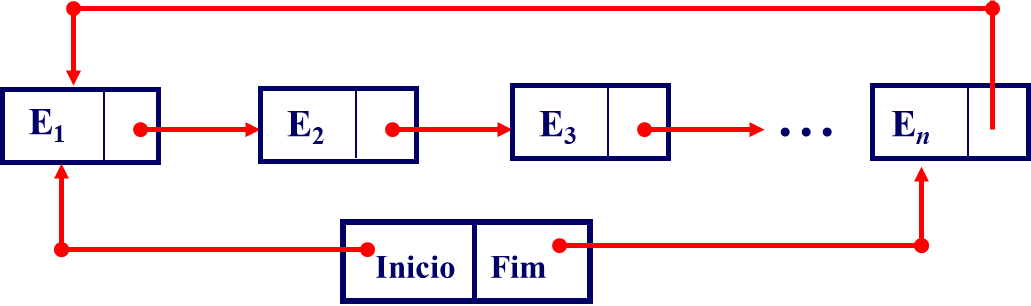 E₁ E₂ E₃ ... Eₙ
Inicio Fim